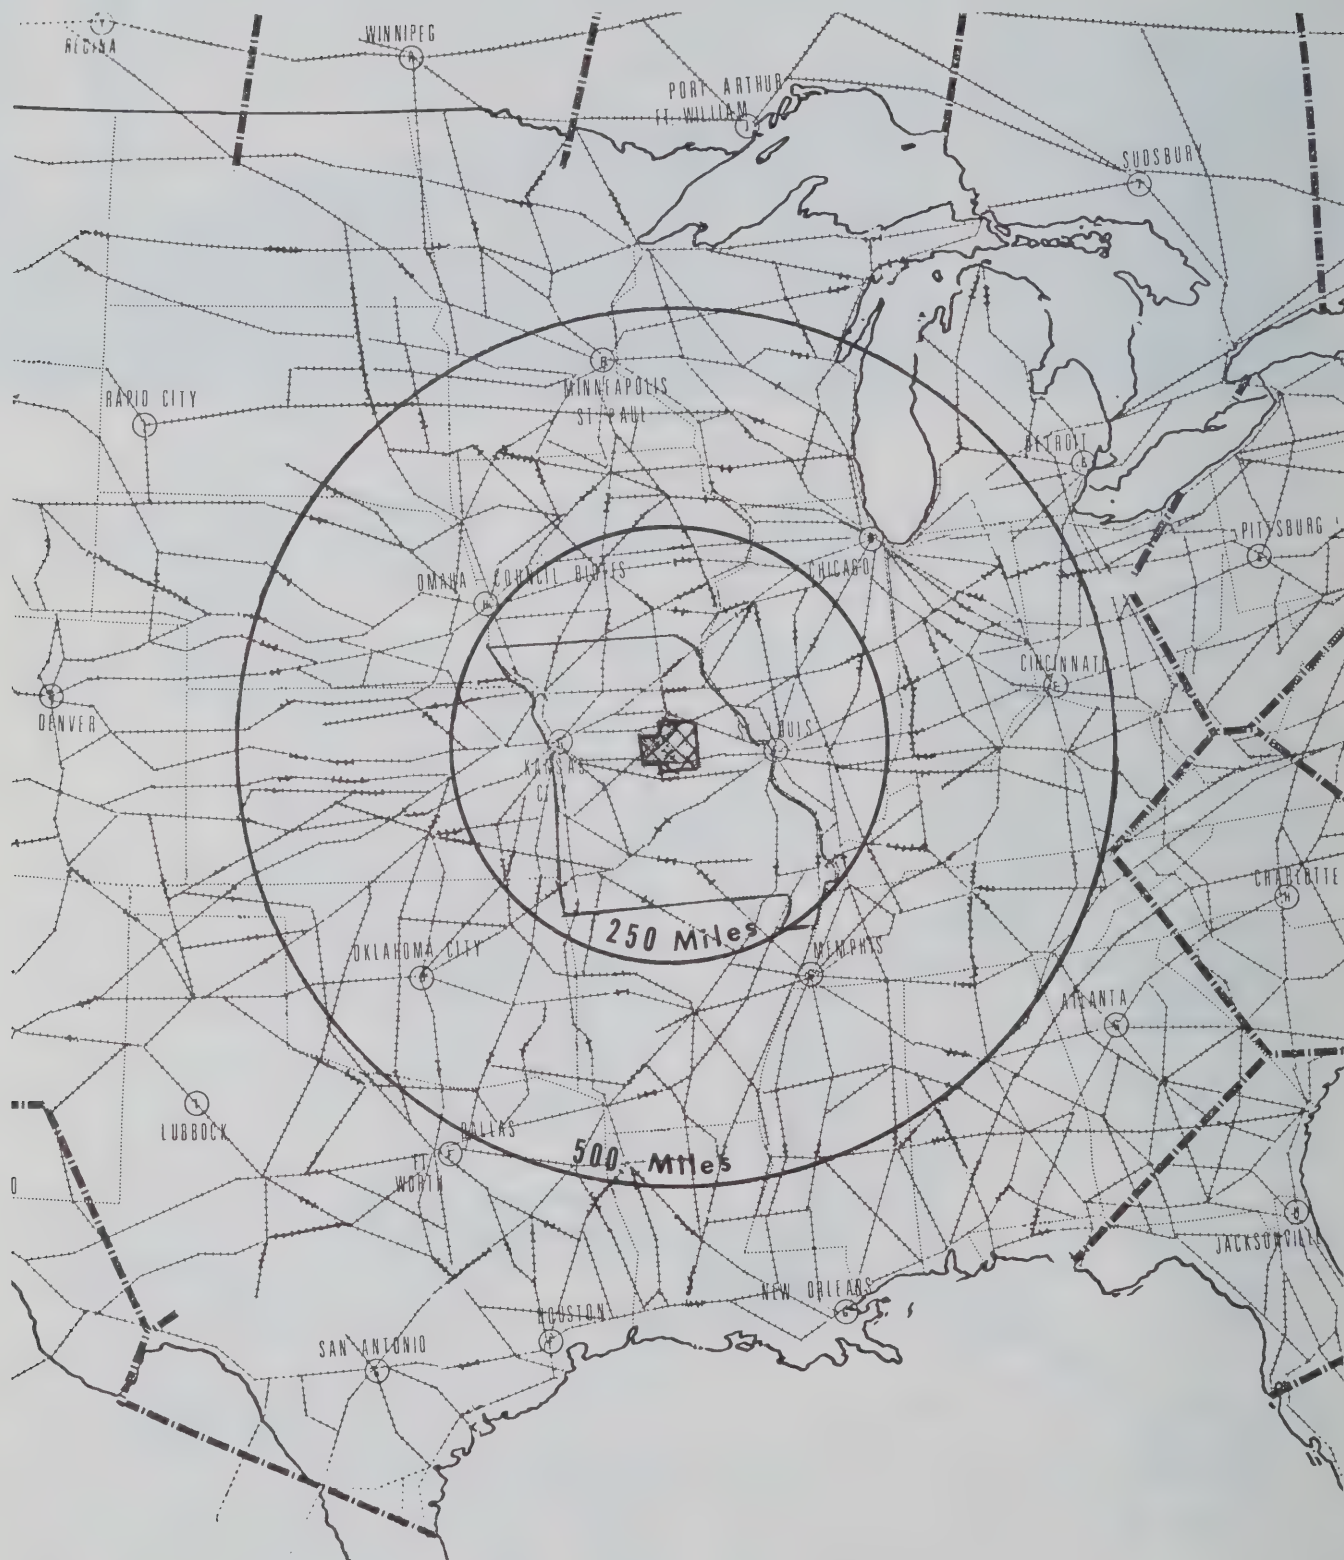 REGINA
WINNIPEG
PORT ARTHUR
FT. WILLIAM
SUDSBURY
RAPID CITY
MINNEAPOLIS
ST. PAUL
DETROIT
PITTSBURG
OMAHA - COUNCIL BLUFFS
CHICAGO
CINCINNATI
DENVER
LOUIS
KANSAS
CHARLOTTE
250 Miles
OKLAHOMA CITY
MEMPHIS
ATLANTA
LUBBOCK
DALLAS
FT
WORTH
500 Miles
JACKSONVILLE
NEW ORLEANS
HOUSTON
SAN ANTONIO